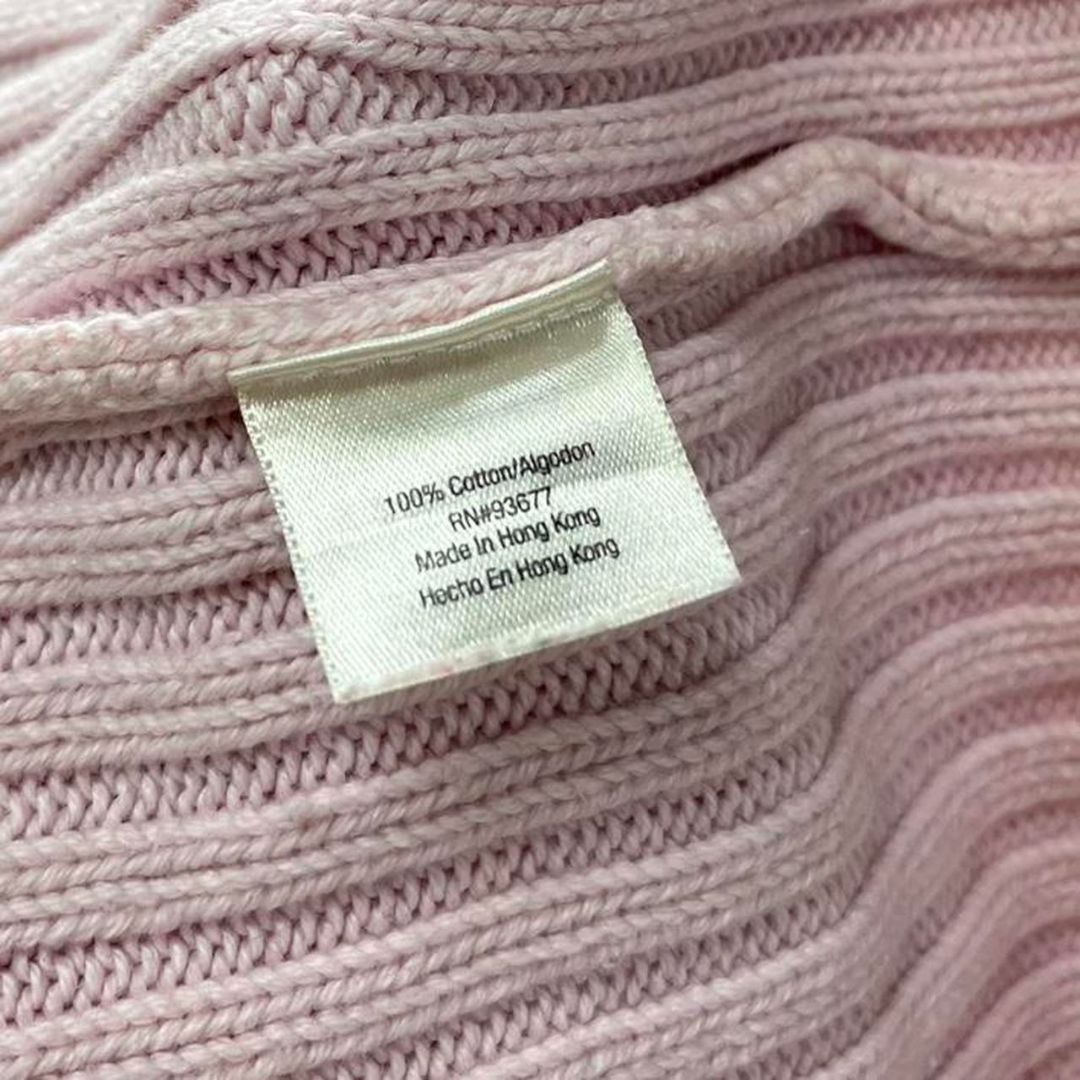 100% Cotton/Algodon
RN#93677
Made In Hong Kong
Hecho En Hong Kong